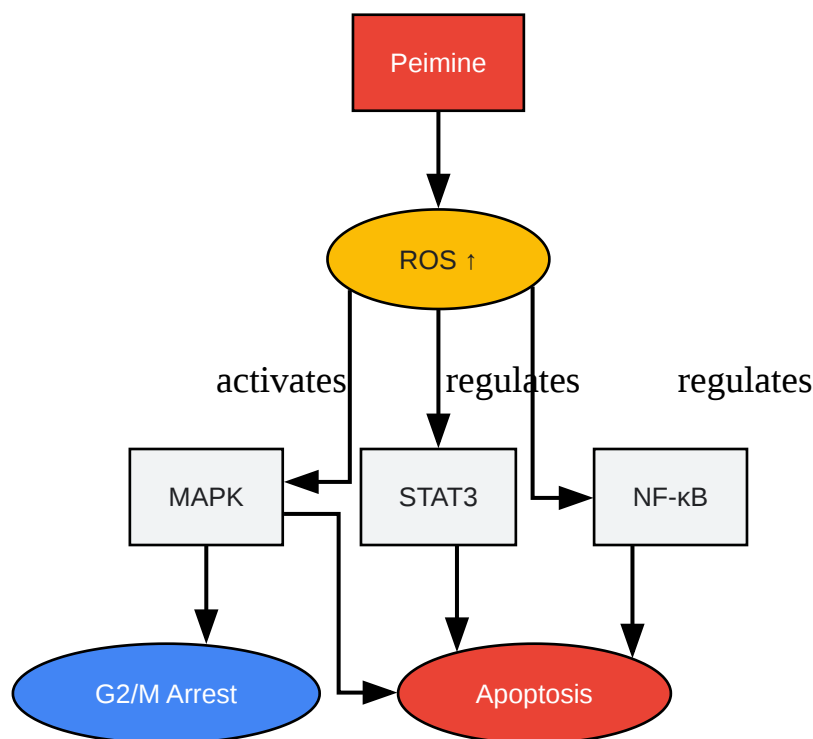 Peimine
ROS ↑
activates
regulates
regulates
MAPK
STAT3
NF-κB
G2/M Arrest
Apoptosis